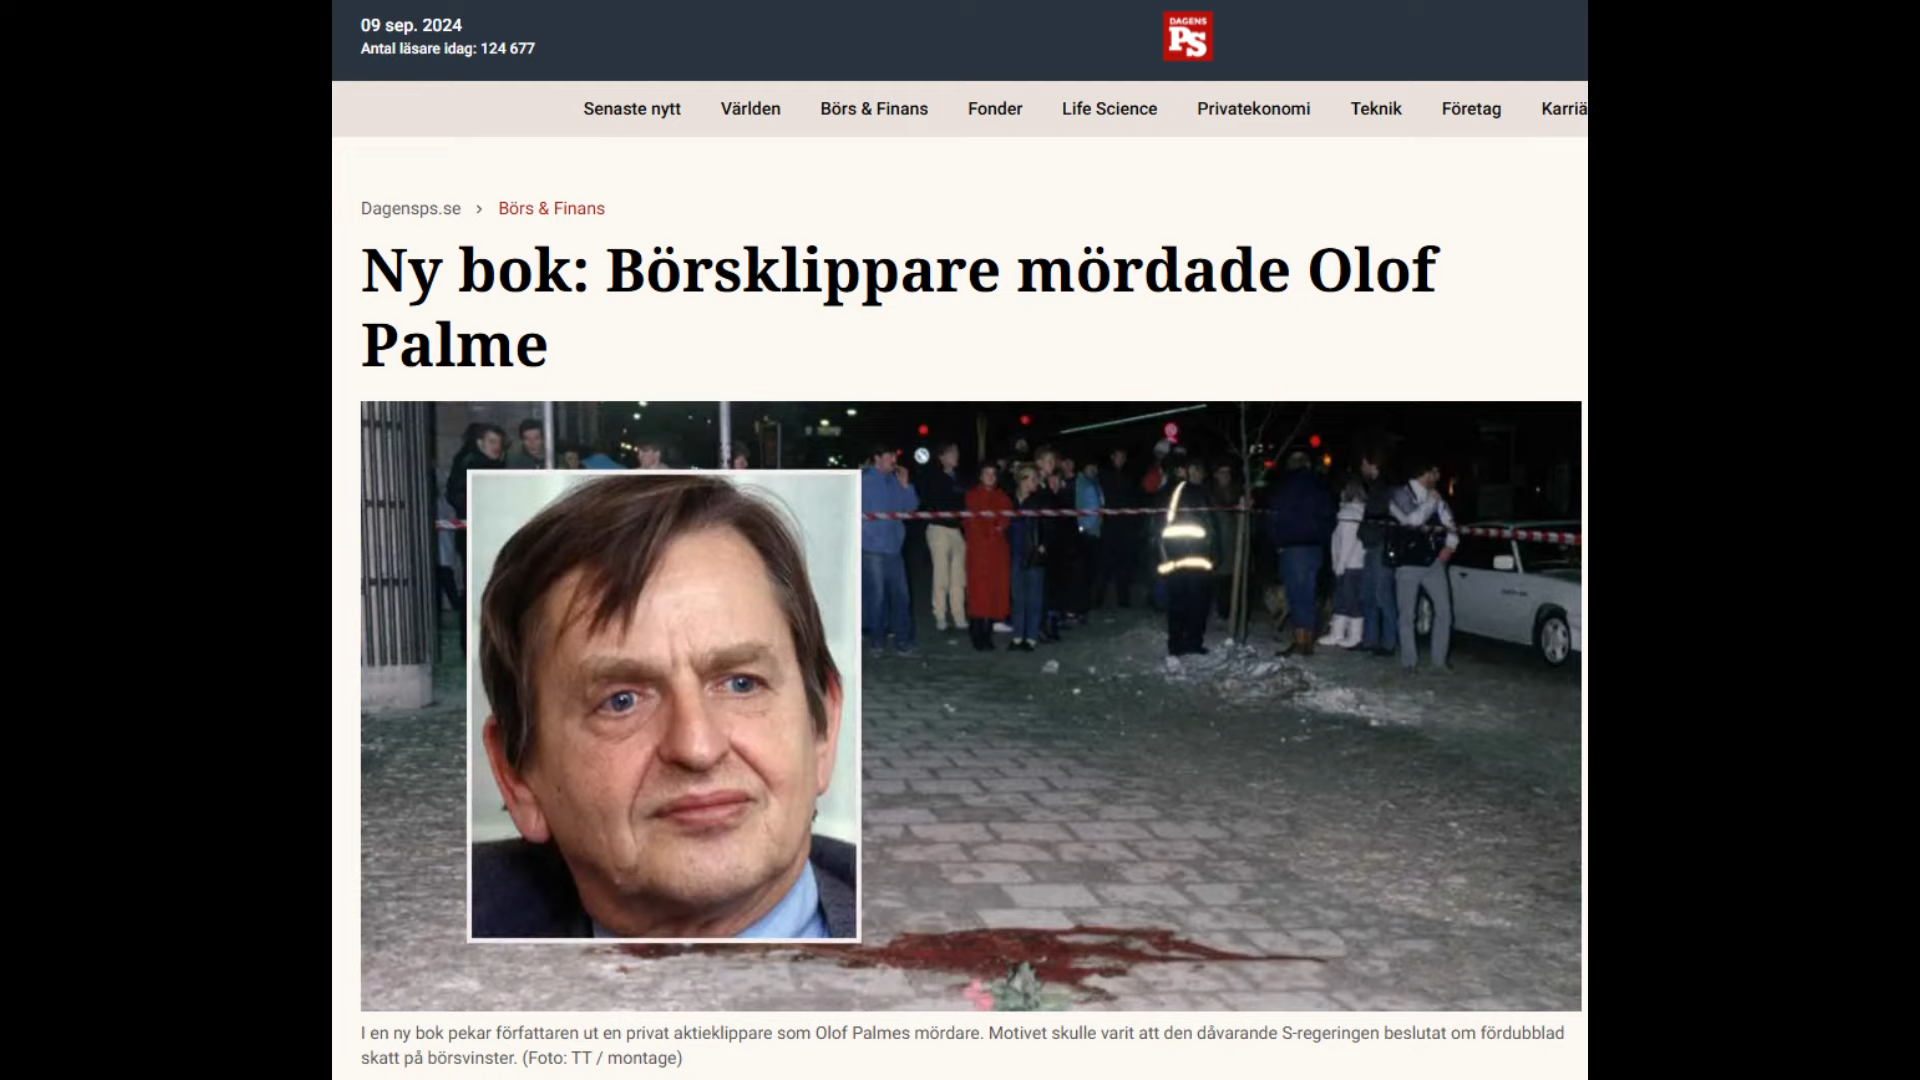 09 sep. 2024
Antal läsare idag: 124 677
DAGENS
PS
Senaste nytt Världen Börs & Finans Fonder Life Science Privatekonomi Teknik Företag Karriä
Dagensps.se > Börs & Finans
Ny bok: Börsklippare mördade Olof
Palme
I en ny bok pekar författaren ut en privat aktieklippare som Olof Palmes mördare. Motivet skulle varit att den dåvarande S-regeringen beslutat om fördubblad
skatt på börsvinster. (Foto: TT / montage)